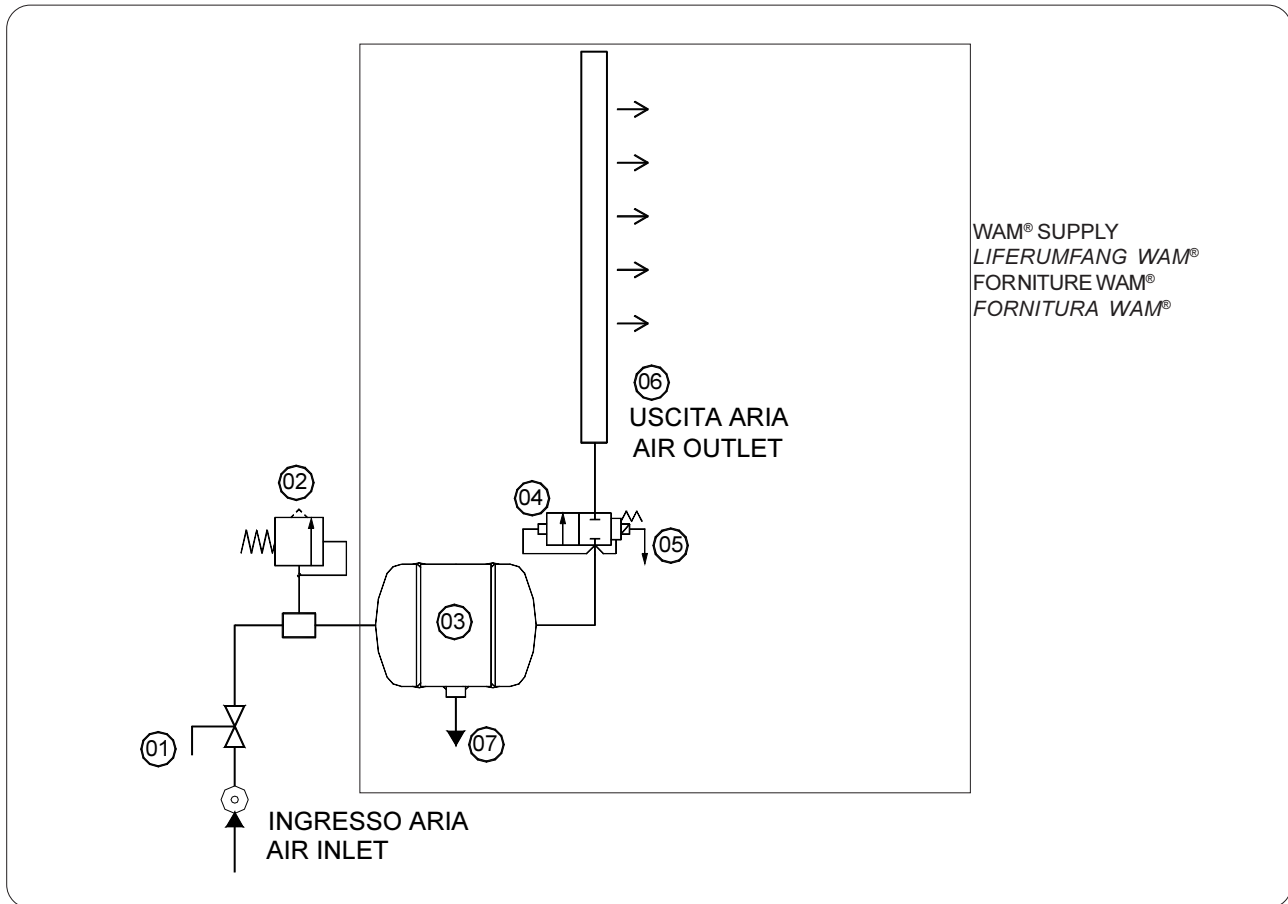 WAM® SUPPLY
LIFERUMFANG WAM®
FORNITURE WAM®
FORNITURA WAM®
06
USCITA ARIA
AIR OUTLET
02
04
05
03
01
07
INGRESSO ARIA
AIR INLET